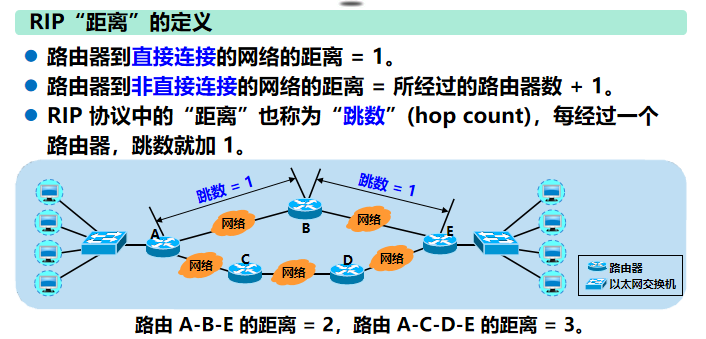 RIP“距离”的定义
路由器到直接连接的网络的距离 = 1。
路由器到非直接连接的网络的距离 = 所经过的路由器数 + 1。
RIP 协议中的“距离”也称为“跳数”(hop count)，每经过一个
路由器，跳数就加 1。
跳数 = 1
跳数 = 1
A
网络
B
网络
E
网络
C
网络
D
网络
路由器
以太网交换机
路由 A-B-E 的距离 = 2，路由 A-C-D-E 的距离 = 3。